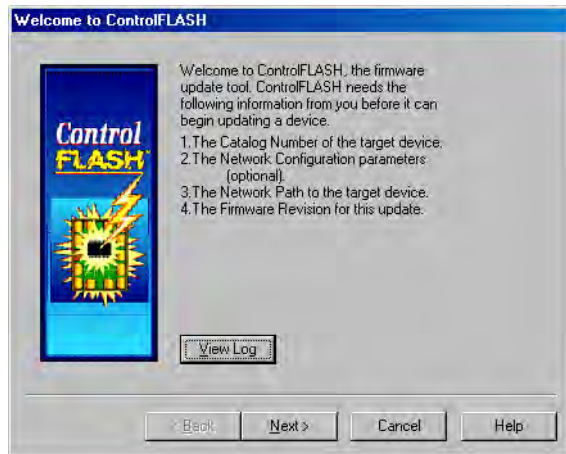 Welcome to ControlFLASH
Control
FLASH
Welcome to ControlFLASH, the firmware
update tool. ControlFLASH needs the
following information from you before it can
begin updating a device.
1.The Catalog Number of the target device.
2.The Network Configuration parameters
(optional).
3.The Network Path to the target device.
4.The Firmware Revision for this update.
View Log
< Back
Next >
Cancel
Help